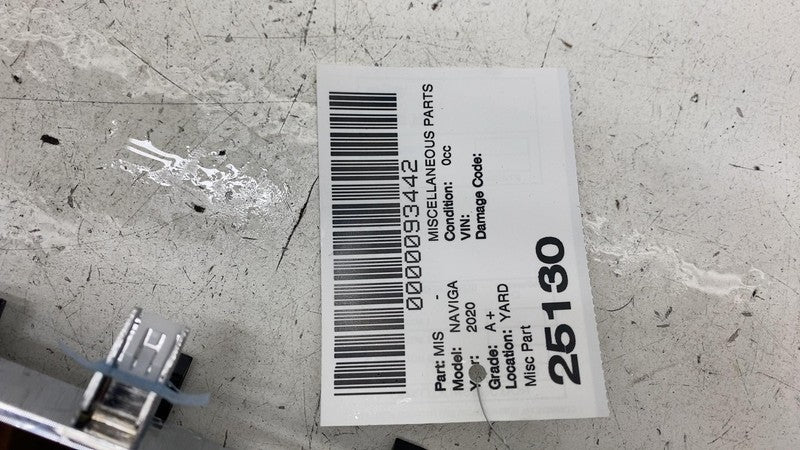 0000093442
Part: MIS - MISCELLANEOUS PARTS
Model: NAVIGA Condition: 0cc
2020 VIN:
Grade: A+ Damage Code:
Location: YARD
Misc Part
25130